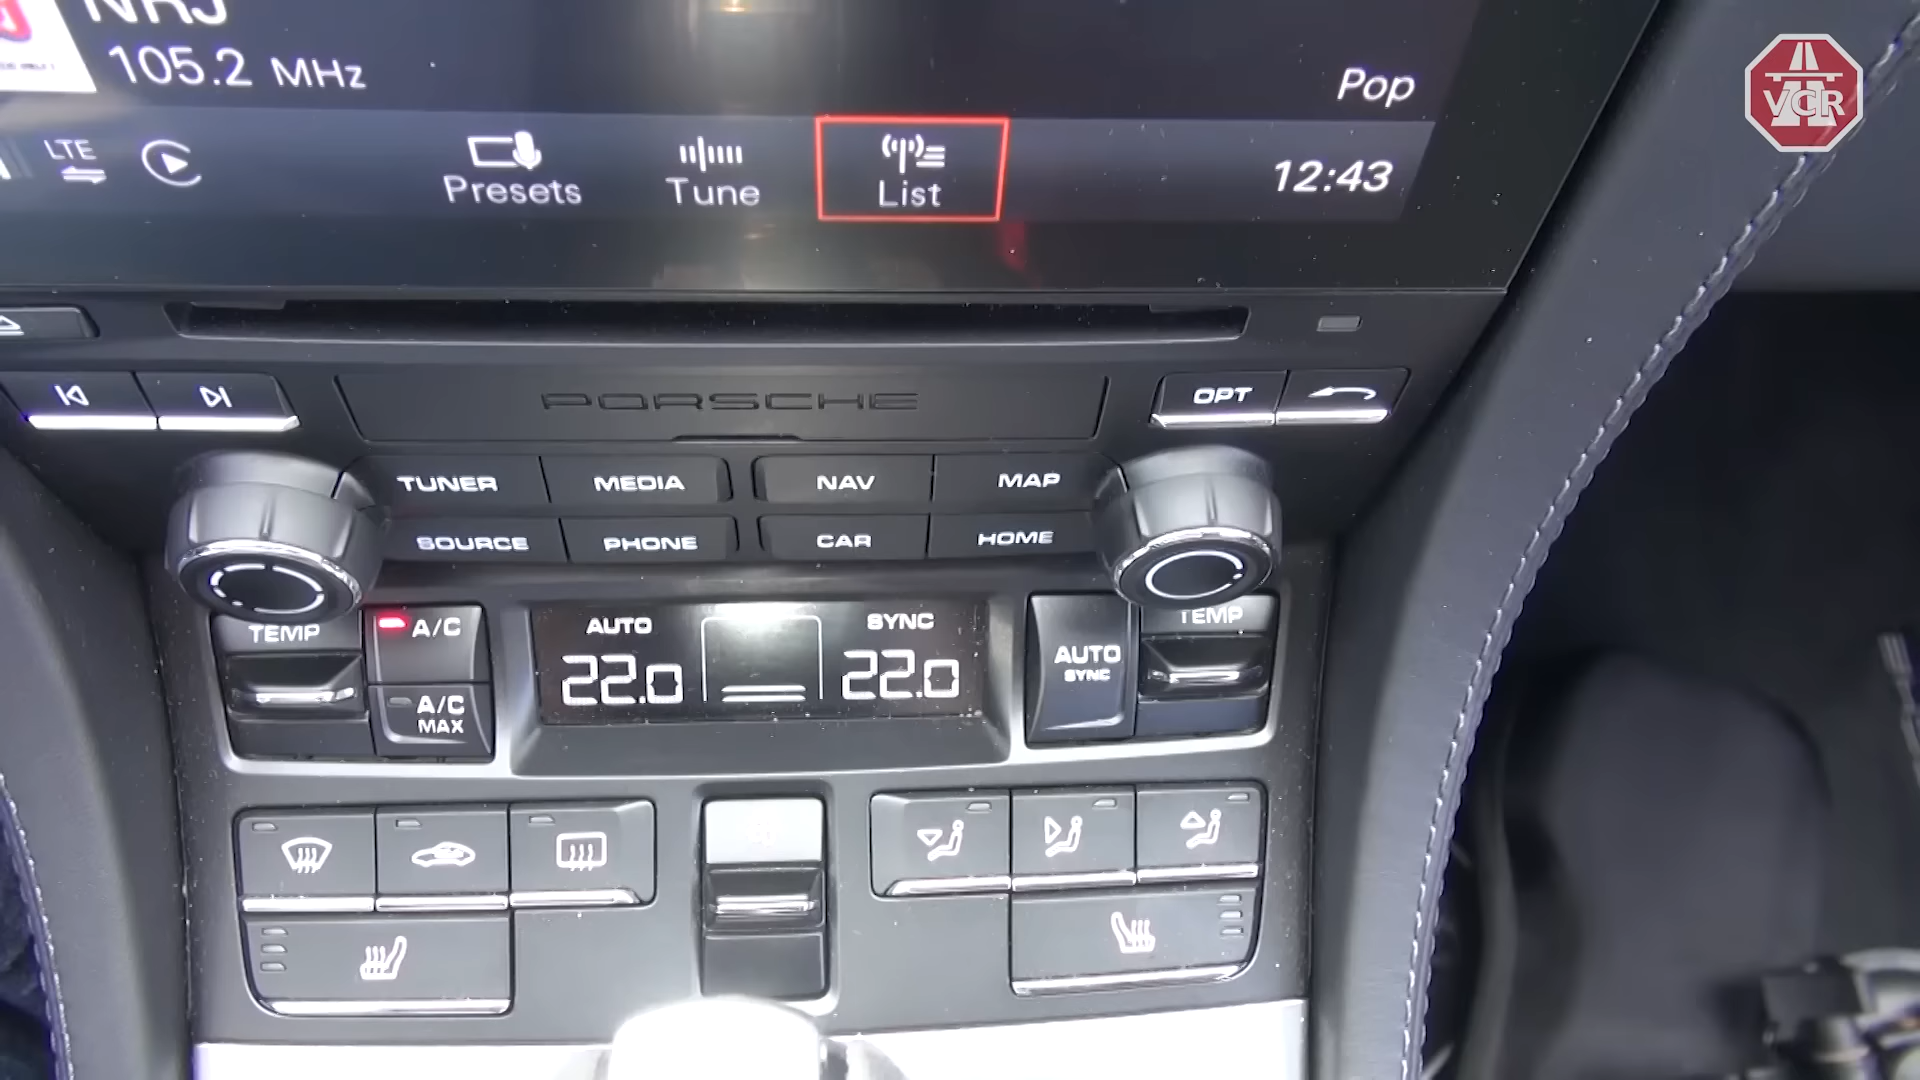 NRJ
105.2 MHz
Pop
VCR
LTE
Presets
Tune
List
12:43
PORSCHE
OPT
TUNER
MEDIA
NAV
MAP
SOURCE
PHONE
CAR
HOME
TEMP
A/C
A/C
MAX
AUTO
22.0
SYNC
22.0
AUTO
SYNC
TEMP